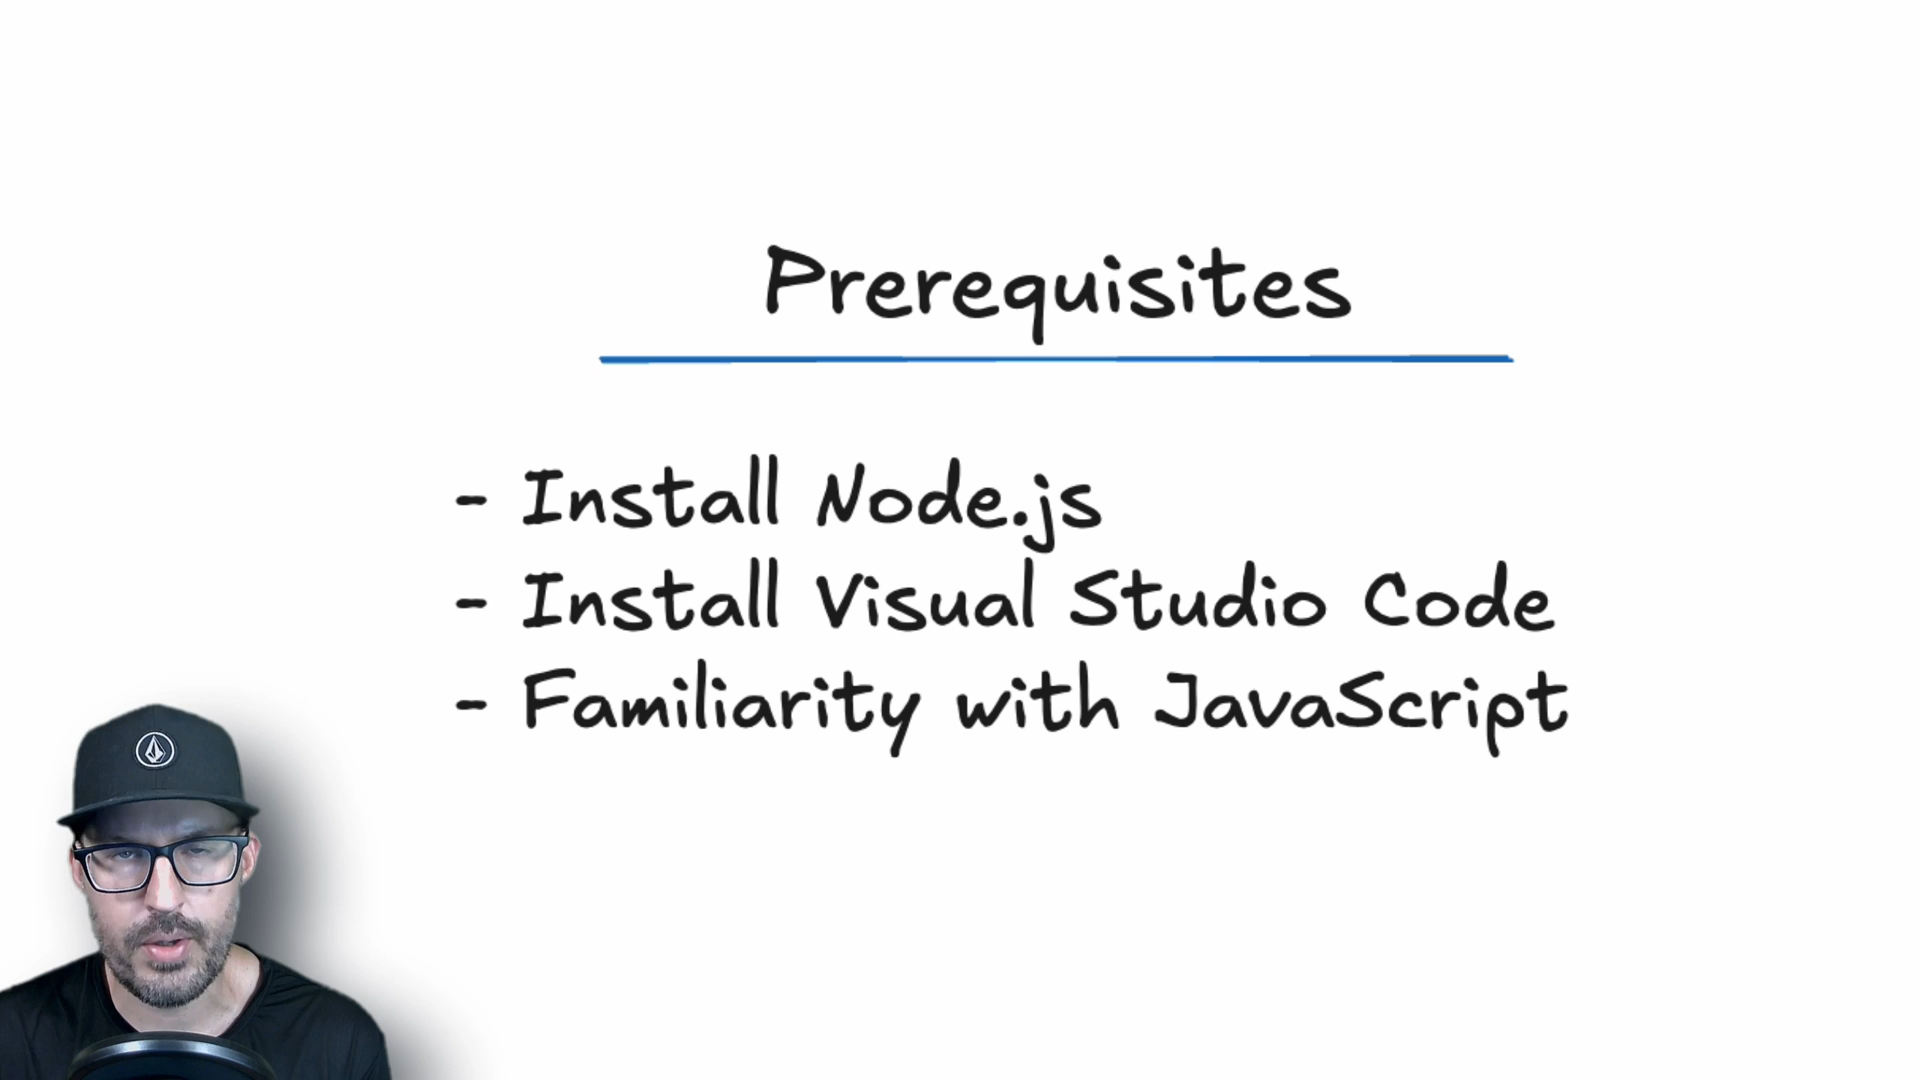 Prerequisites
- Install Node.js
- Install Visual Studio Code
- Familiarity with JavaScript